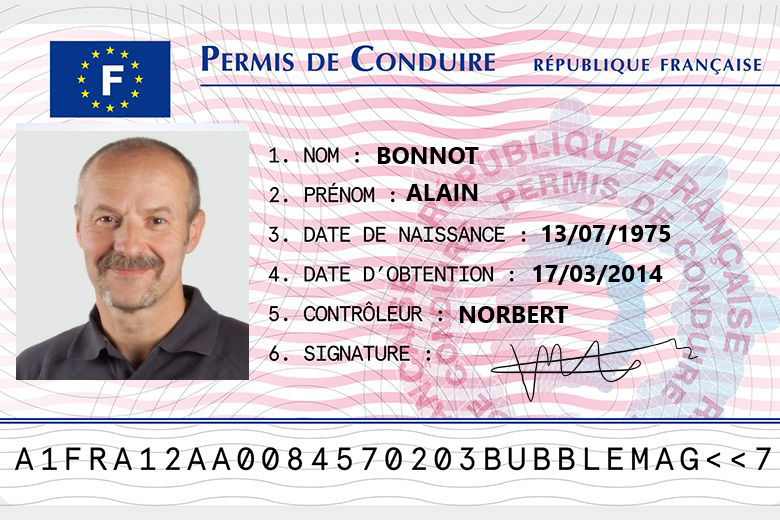 F
PERMIS DE CONDUIRE RÉPUBLIQUE FRANÇAISE
1. NOM : BONNOT
2. PRÉNOM : ALAIN
3. DATE DE NAISSANCE : 13/07/1975
4. DATE D'OBTENTION : 17/03/2014
5. CONTRÔLEUR : NORBERT
6. SIGNATURE :
RÉPUBLIQUE FRANÇAISE
PERMIS DE CONDUIRE
A1FRA12AA0084570203BUBBLEMAG<<7